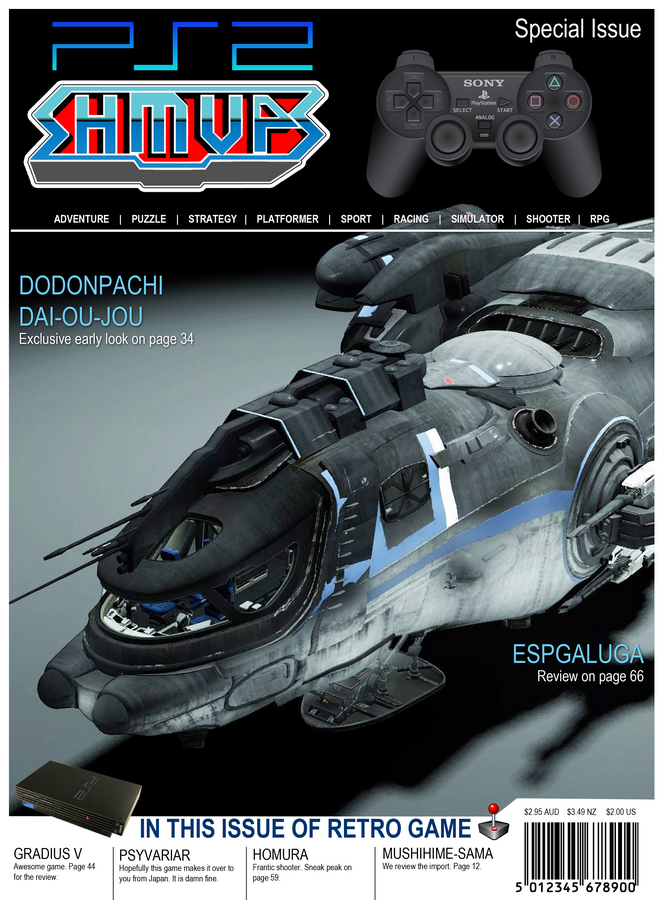 Special Issue
PS2
SHMUPS
L
R
SONY
PlayStation
SELECT
START
ANALOG
ADVENTURE | PUZZLE | STRATEGY | PLATFORMER | SPORT | RACING | SIMULATOR | SHOOTER | RPG
DODONPACHI
DAI-OU-JOU
Exclusive early look on page 34
ESPGALUGA
Review on page 66
PS2
IN THIS ISSUE OF RETRO GAME
$2.95 AUD $3.49 NZ $2.00 US
GRADIUS V
Awesome game. Page 44
for the review.
PSYVARIAR
Hopefully this game makes it over to
you from Japan. It is damn fine.
HOMURA
Frantic shooter. Sneak peak on
page 59.
MUSHIHIME-SAMA
We review the import. Page 12.
5 012345 678900